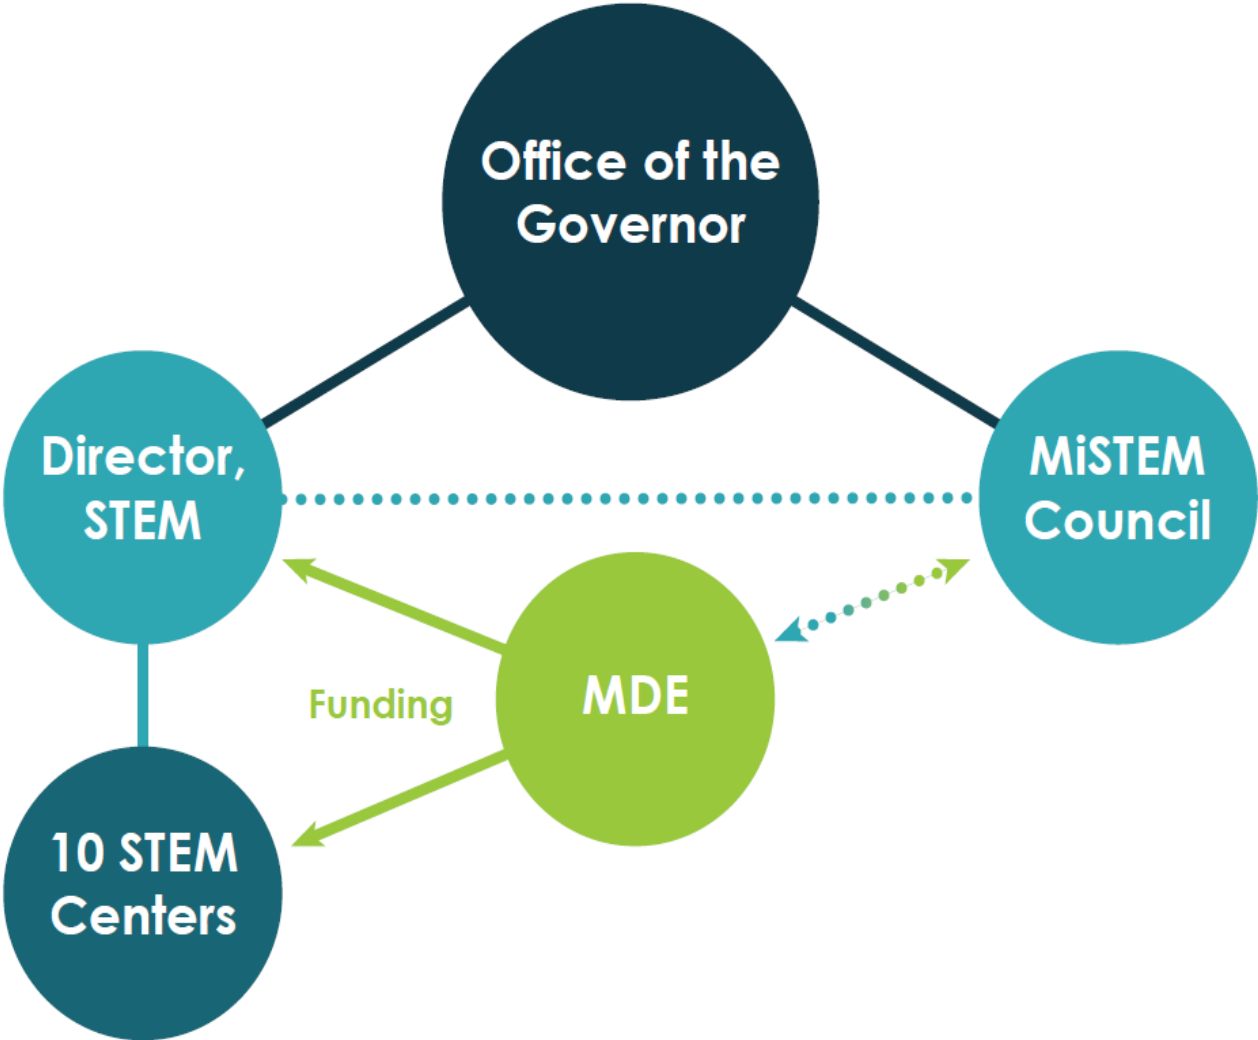 Office of the
Governor
Director,
STEM
MiSTEM
Council
Funding
MDE
10 STEM
Centers